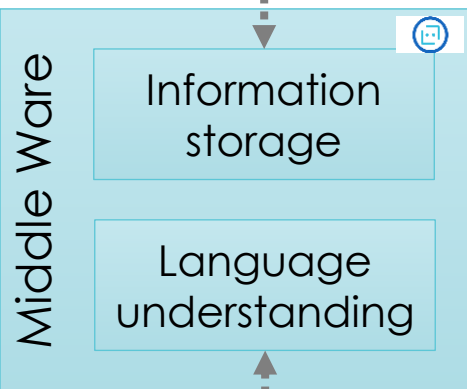 Middle Ware
Information
storage
Language
understanding